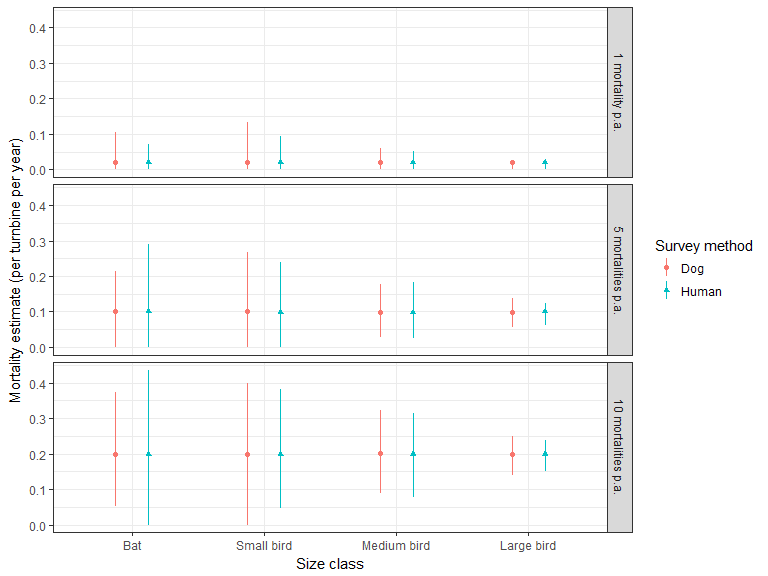 Mortality estimate (per turnbine per year)
0.4
0.3
0.2
0.1
0.0
1 mortality p.a.
0.4
0.3
0.2
0.1
0.0
5 mortalities p.a.
0.4
0.3
0.2
0.1
0.0
10 mortalities p.a.
Bat Small bird Medium bird Large bird
Size class
Survey method
Dog
Human